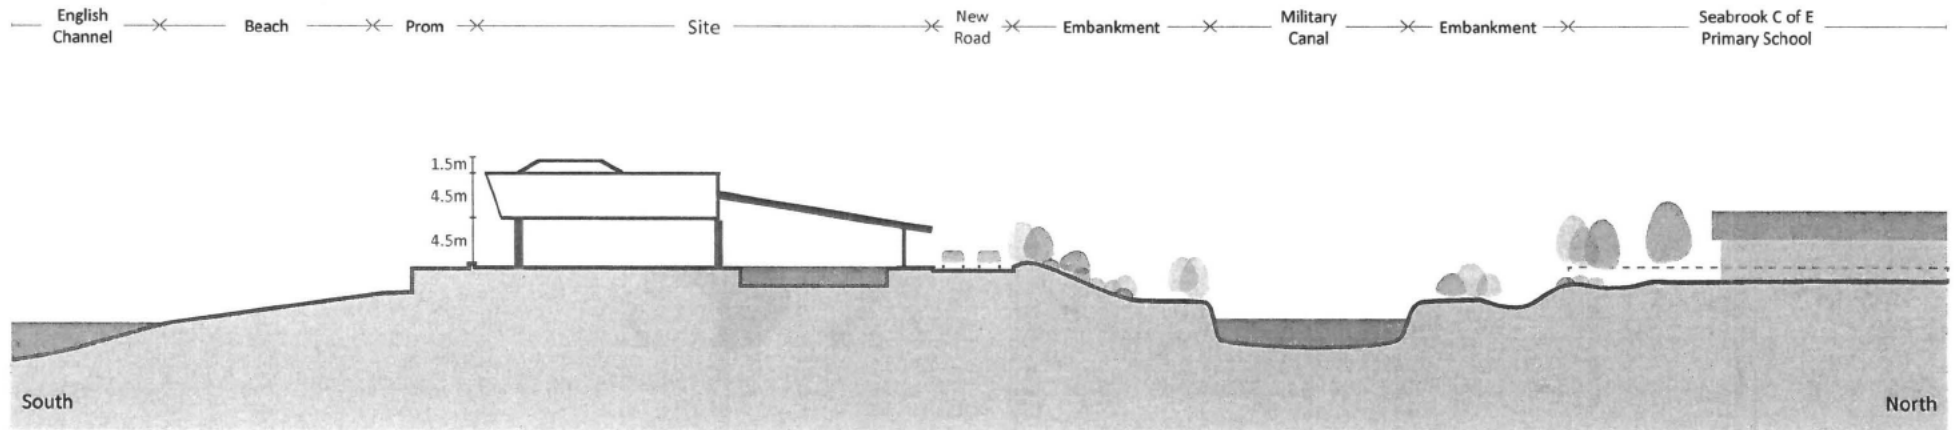 English
Channel
Beach
Prom
Site
New
Road
Embankment
Military
Canal
Embankment
Seabrook C of E
Primary School
1.5m
4.5m
4.5m
South
North